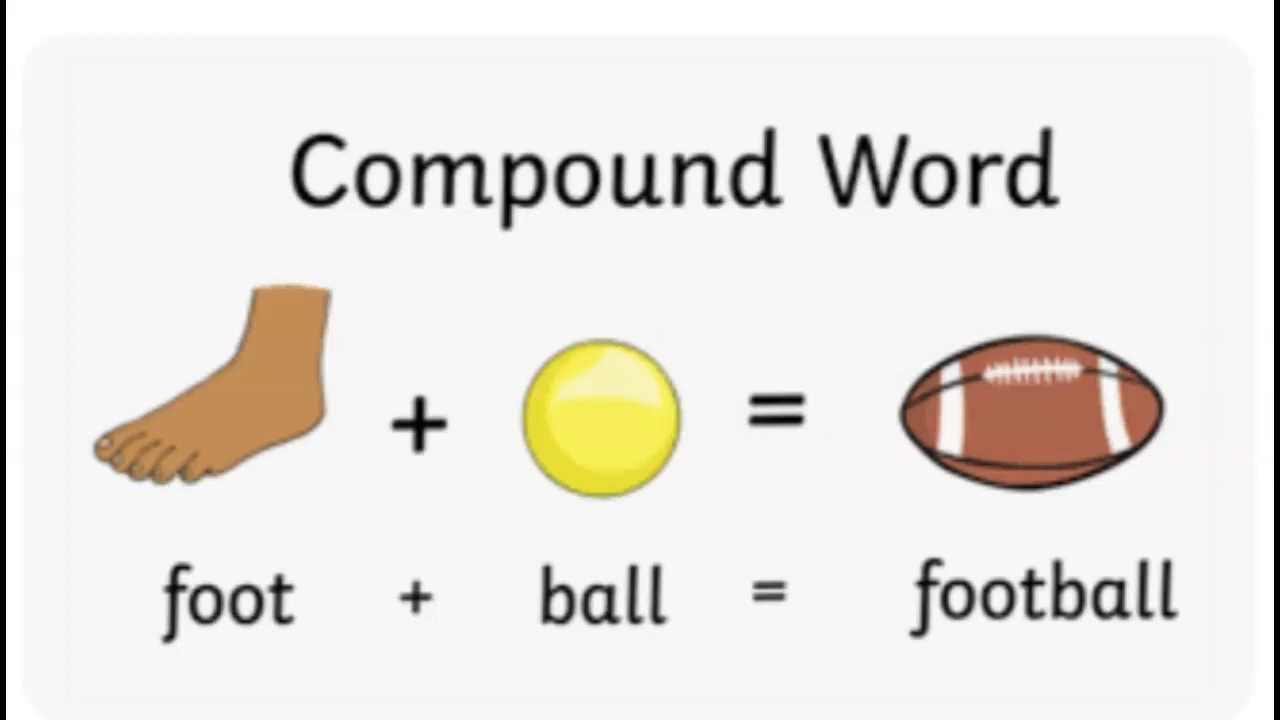 Compound Word
+ =
foot + ball = football